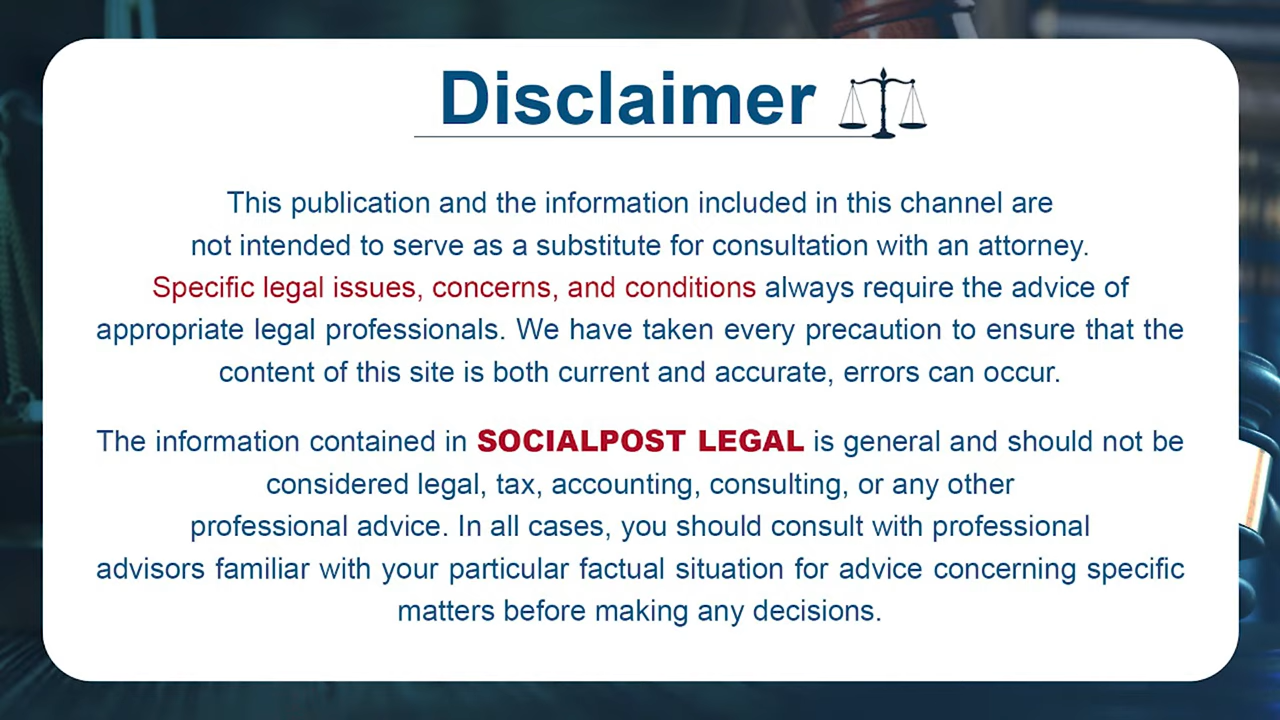 Disclaimer
This publication and the information included in this channel are
not intended to serve as a substitute for consultation with an attorney.
Specific legal issues, concerns, and conditions always require the advice of
appropriate legal professionals. We have taken every precaution to ensure that the
content of this site is both current and accurate, errors can occur.
The information contained in SOCIALPOST LEGAL is general and should not be
considered legal, tax, accounting, consulting, or any other
professional advice. In all cases, you should consult with professional
advisors familiar with your particular factual situation for advice concerning specific
matters before making any decisions.